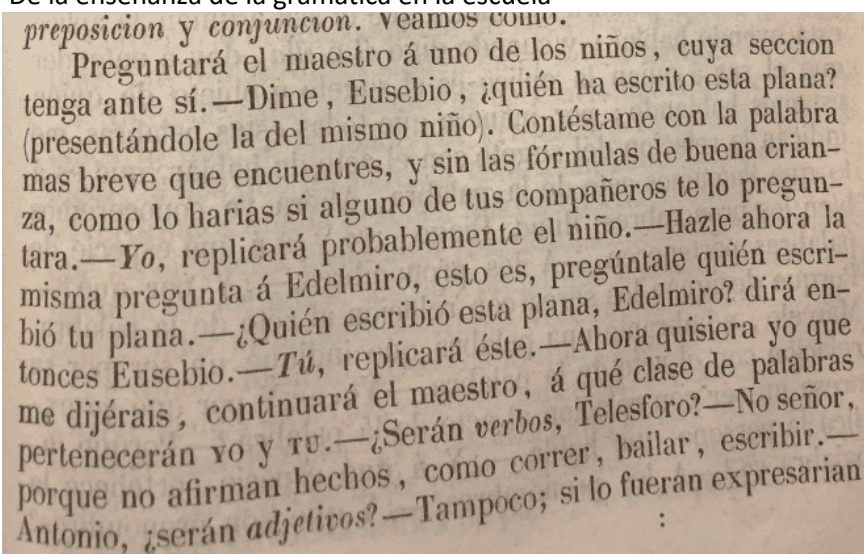 De la enseñanza de la gramática en la escuela
preposicion y conjuncion. Veamos cómo.
Preguntará el maestro á uno de los niños, cuya seccion
tenga ante sí.—Dime, Eusebio, ¿quién ha escrito esta plana?
(presentándole la del mismo niño). Contéstame con la palabra
mas breve que encuentres, y sin las fórmulas de buena crian-
za, como lo harias si alguno de tus compañeros te lo pregun-
tara.—Yo, replicará probablemente el niño.—Hazle ahora la
misma pregunta á Edelmiro, esto es, pregúntale quién escri-
bió tu plana.—¿Quién escribió esta plana, Edelmiro? dirá en-
tonces Eusebio.—Tú, replicará éste.—Ahora quisiera yo que
me dijérais, continuará el maestro, á qué clase de palabras
pertenecerán YO y TU.—¿Serán verbos, Telesforo?—No señor,
porque no afirman hechos, como correr, bailar, escribir.—
Antonio, ¿serán adjetivos?—Tampoco; si lo fueran expresarian